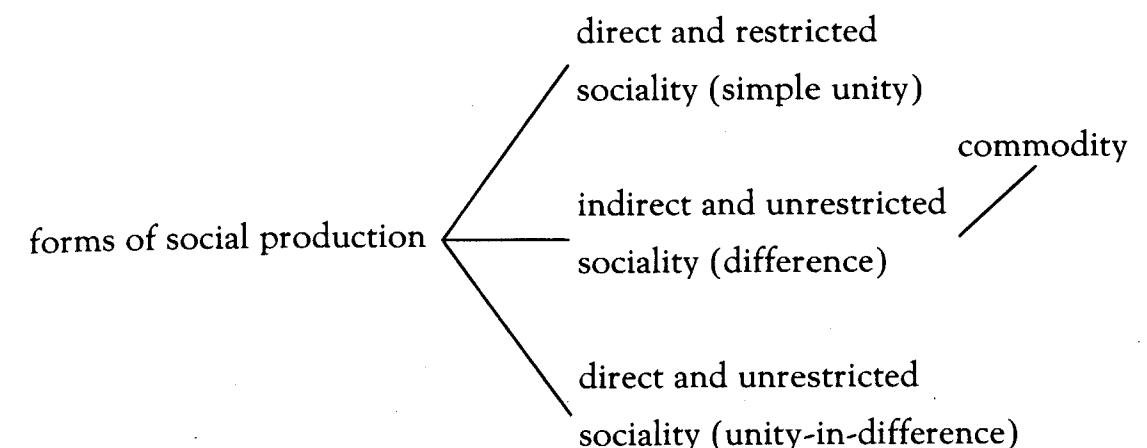 direct and restricted
sociality (simple unity)
commodity
indirect and unrestricted
forms of social production
sociality (difference)
direct and unrestricted
sociality (unity-in-difference)